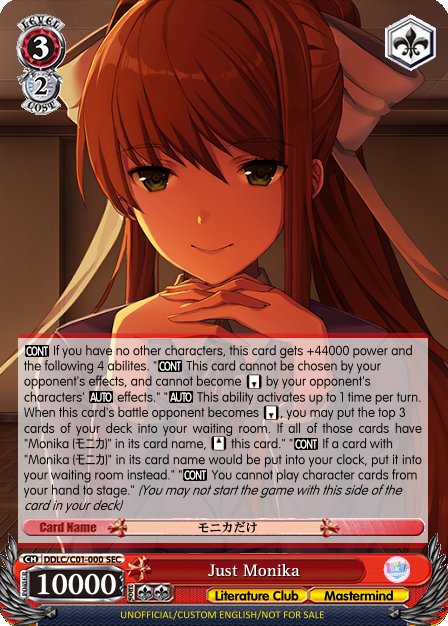 LEVEL
3
2
COST
CONT If you have no other characters, this card gets +44000 power and
the following 4 abilites. "CONT This card cannot be chosen by your
opponent's effects, and cannot become by your opponent's
characters' AUTO effects." "AUTO This ability activates up to 1 time per turn.
When this card's battle opponent becomes , you may put the top 3
cards of your deck into your waiting room. If all of those cards have
"Monika (モニカ)" in its card name, this card." "CONT If a card with
"Monika (モニカ)" in its card name would be put into your clock, put it into
your waiting room instead." "CONT You cannot play character cards from
your hand to stage." (You may not start the game with this side of the
card in your deck)
Card Name モニカだけ
CH DDLC/C01-000 SEC
Just Monika
POWER 10000 SOUL
Literature Club Mastermind
UNOFFICIAL/CUSTOM ENGLISH/NOT FOR SALE